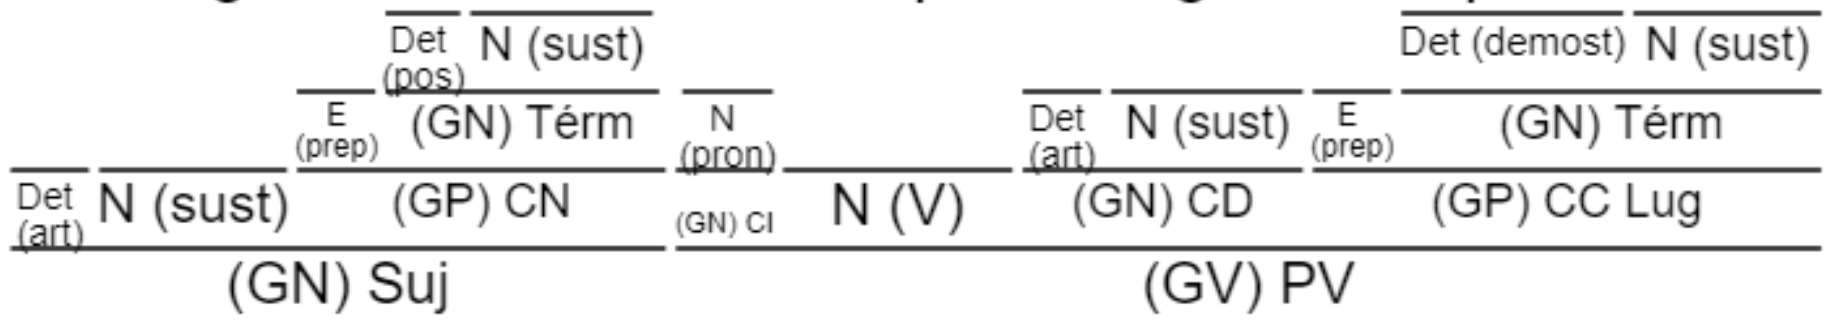 Det (pos) N (sust) Det (demost) N (sust)
E (prep) (GN) Térm N (pron) Det (art) N (sust) E (prep) (GN) Térm
Det (art) N (sust) (GP) CN (GN) CI N (V) (GN) CD (GP) CC Lug
(GN) Suj (GV) PV